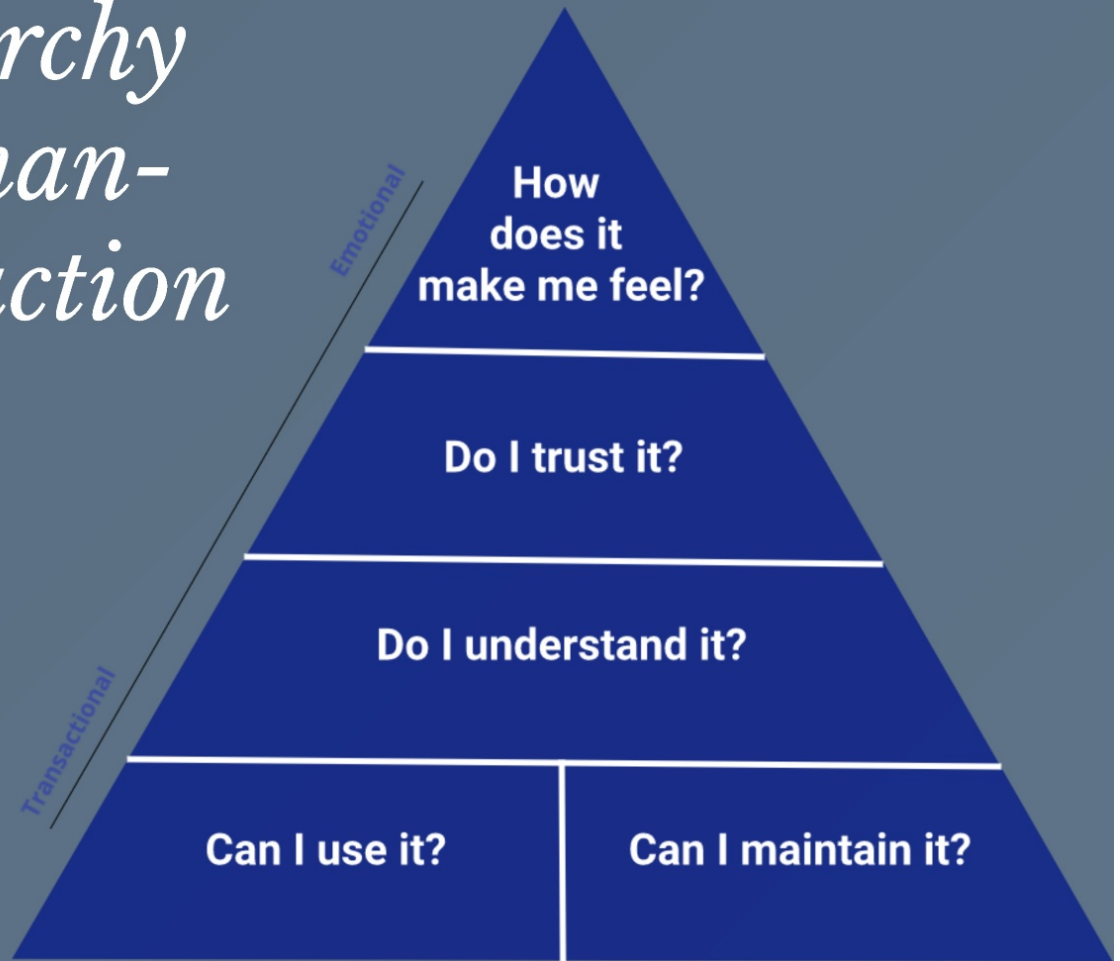 rchy
nan-
action
Emotional
How
does it
make me feel?
Do I trust it?
Do I understand it?
Transactional
Can I use it?
Can I maintain it?